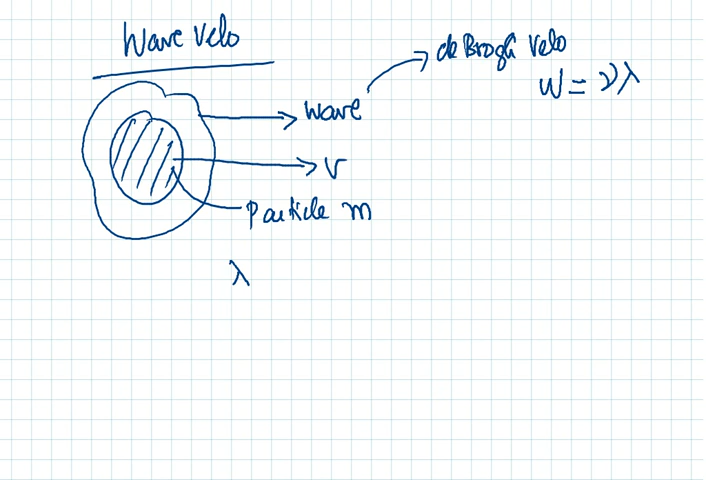 Wave Velo
de Brogli Velo
W = νλ
wave
v
Particle m
λ